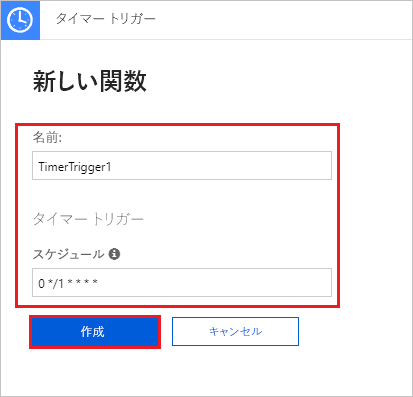 タイマー トリガー
新しい関数
名前:
TimerTrigger1
タイマー トリガー
スケジュール
0 */1 * * * *
作成
キャンセル